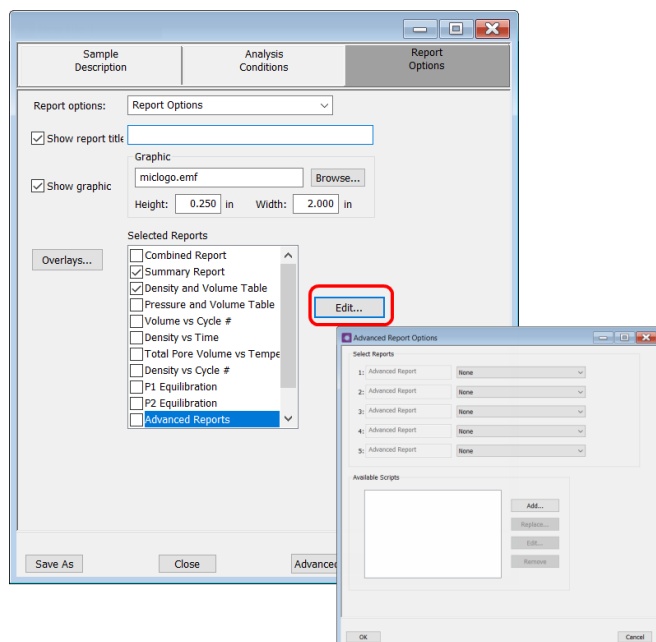 Sample Description
Analysis Conditions
Report Options
Report options: Report Options
Show report title
Graphic
Show graphic
miclogo.emf Browse...
Height: 0.250 in Width: 2.000 in
Selected Reports
Overlays...
Combined Report
Summary Report
Density and Volume Table
Pressure and Volume Table
Volume vs Cycle #
Density vs Time
Total Pore Volume vs Tempe
Density vs Cycle #
P1 Equilibration
P2 Equilibration
Advanced Reports
Edit...
Save As Close Advanced
Advanced Report Options
Select Reports
1: Advanced Report None
2: Advanced Report None
3: Advanced Report None
4: Advanced Report None
5: Advanced Report None
Available Scripts
Add...
Replace...
Edit...
Remove
OK Cancel